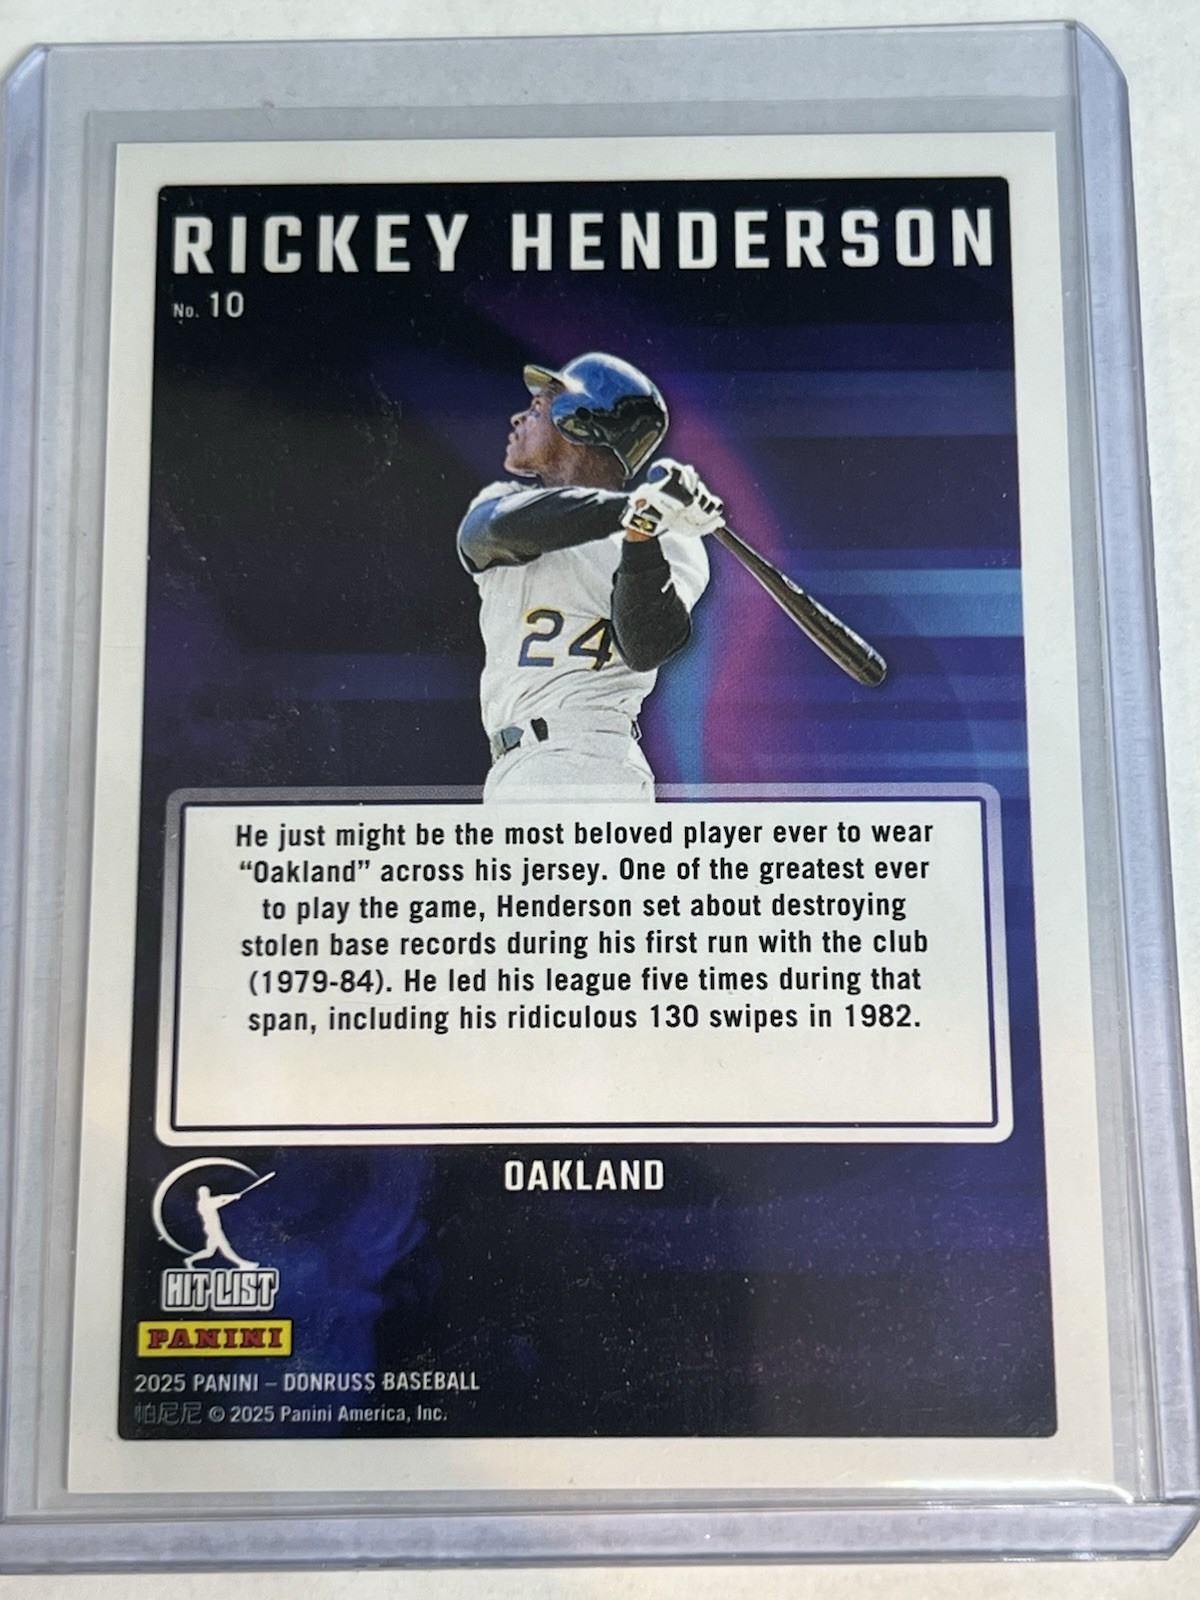 RICKEY HENDERSON
No. 10
24
He just might be the most beloved player ever to wear
“Oakland” across his jersey. One of the greatest ever
to play the game, Henderson set about destroying
stolen base records during his first run with the club
(1979-84). He led his league five times during that
span, including his ridiculous 130 swipes in 1982.
OAKLAND
HIT LIST
PANINI
2025 PANINI – DONRUSS BASEBALL
帕尼尼 © 2025 Panini America, Inc.